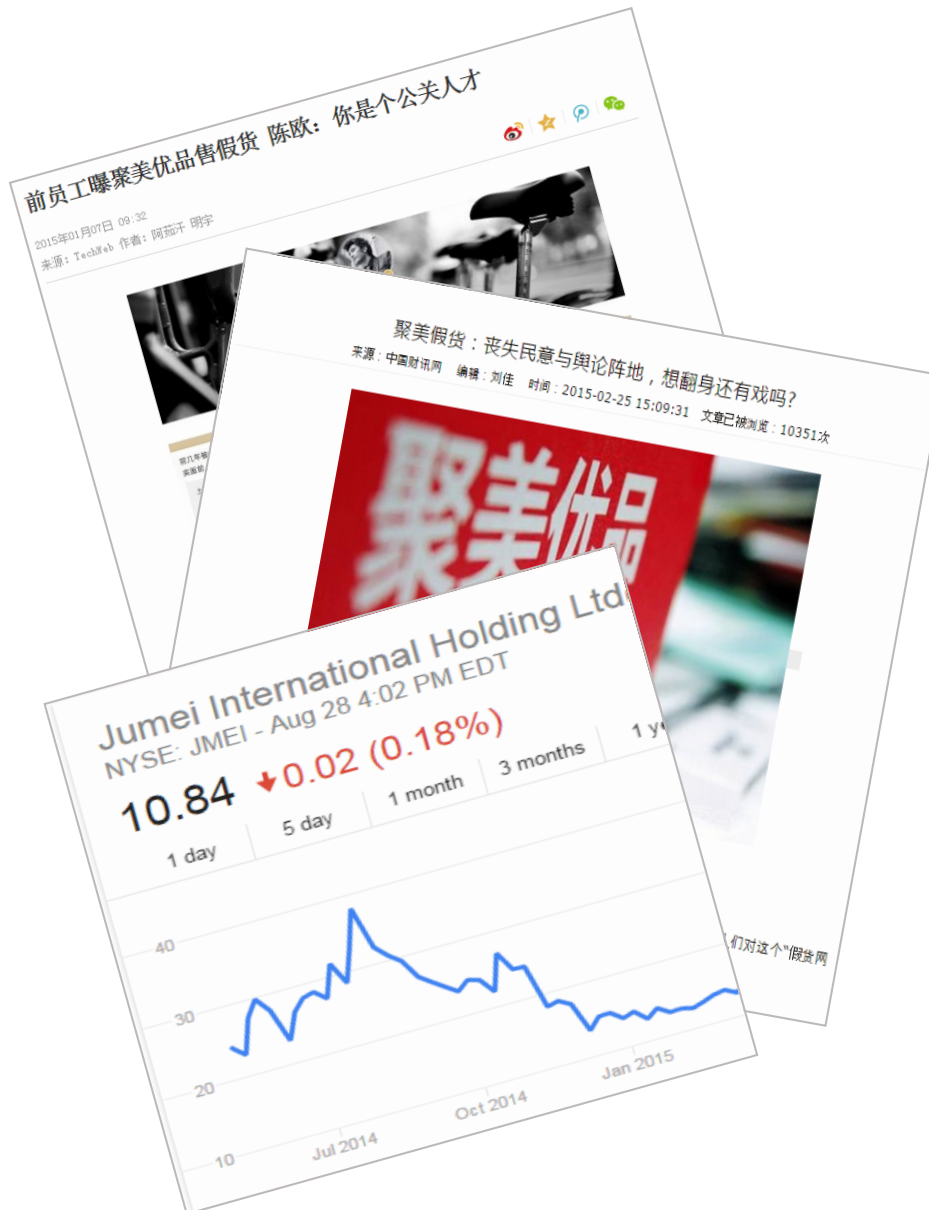 前员工曝聚美优品售假货 陈欧：你是个公关人才
2015年01月07日 09:32
来源：TechWeb 作者：阿茹汗 明宇
前几年被
聚美假货：丧失民意与舆论阵地，想翻身还有戏吗?
来源：中国财讯网 编辑：刘佳 时间：2015-02-25 15:09:31 文章已被浏览：10351次
聚美优品
们对这个"假货网
Jumei International Holding Ltd
NYSE: JMEI - Aug 28 4:02 PM EDT
10.84 0.02 (0.18%)
1 day 5 day 1 month 3 months 1 ye
40
30
20
10
Jul 2014 Oct 2014 Jan 2015